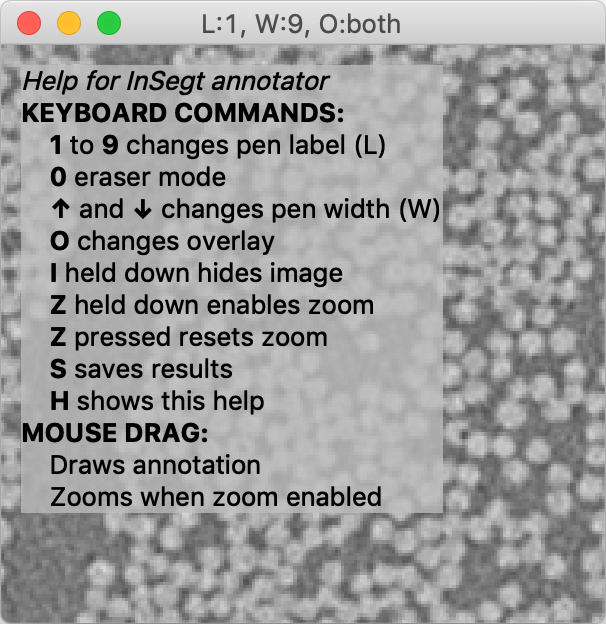 L:1, W:9, O:both
Help for InSegt annotator
KEYBOARD COMMANDS:
1 to 9 changes pen label (L)
0 eraser mode
↑ and ↓ changes pen width (W)
O changes overlay
I held down hides image
Z held down enables zoom
Z pressed resets zoom
S saves results
H shows this help
MOUSE DRAG:
Draws annotation
Zooms when zoom enabled